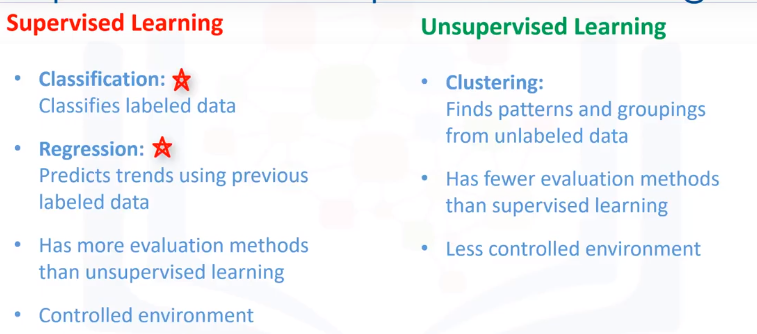 Supervised Learning
• Classification:
Classifies labeled data
• Regression:
Predicts trends using previous
labeled data
• Has more evaluation methods
than unsupervised learning
• Controlled environment
Unsupervised Learning
• Clustering:
Finds patterns and groupings
from unlabeled data
• Has fewer evaluation methods
than supervised learning
• Less controlled environment